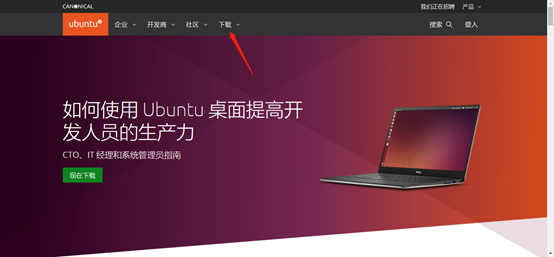 CANONICAL
我们正在招聘 产品
ubuntu 企业 开发商 社区 下载 搜索 登入
如何使用 Ubuntu 桌面提高开
发人员的生产力
CTO、IT 经理和系统管理员指南
现在下载